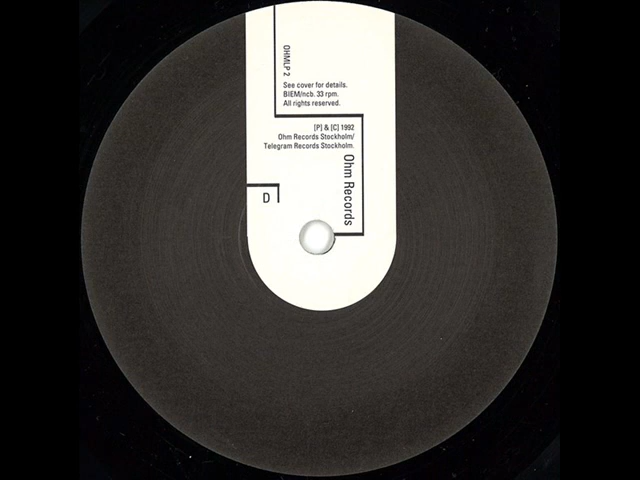 OHMLP 2
See cover for details.
BIEM/ncb. 33 rpm.
All rights reserved.
[P] & [C] 1992
Ohm Records Stockholm/
Telegram Records Stockholm.
Ohm Records
D